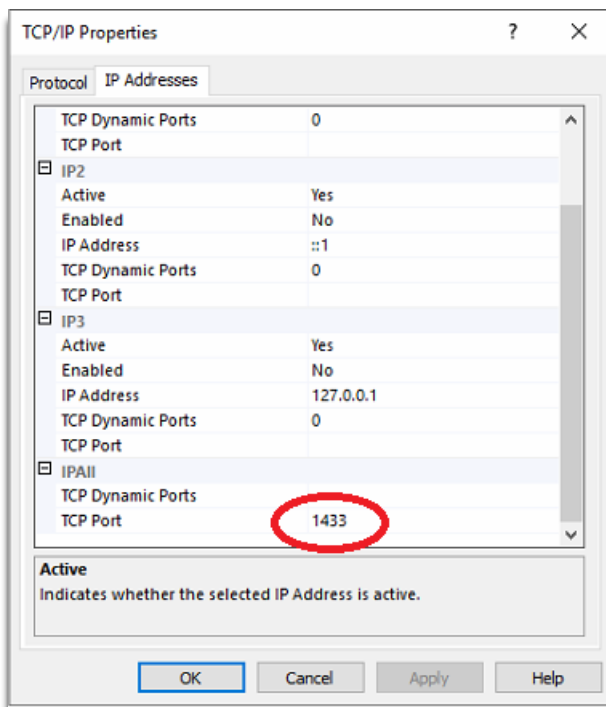 TCP/IP Properties ?
Protocol IP Addresses
TCP Dynamic Ports 0
TCP Port
IP2
Active Yes
Enabled No
IP Address ::1
TCP Dynamic Ports 0
TCP Port
IP3
Active Yes
Enabled No
IP Address 127.0.0.1
TCP Dynamic Ports 0
TCP Port
IPAll
TCP Dynamic Ports
TCP Port 1433
Active
Indicates whether the selected IP Address is active.
OK Cancel Apply Help